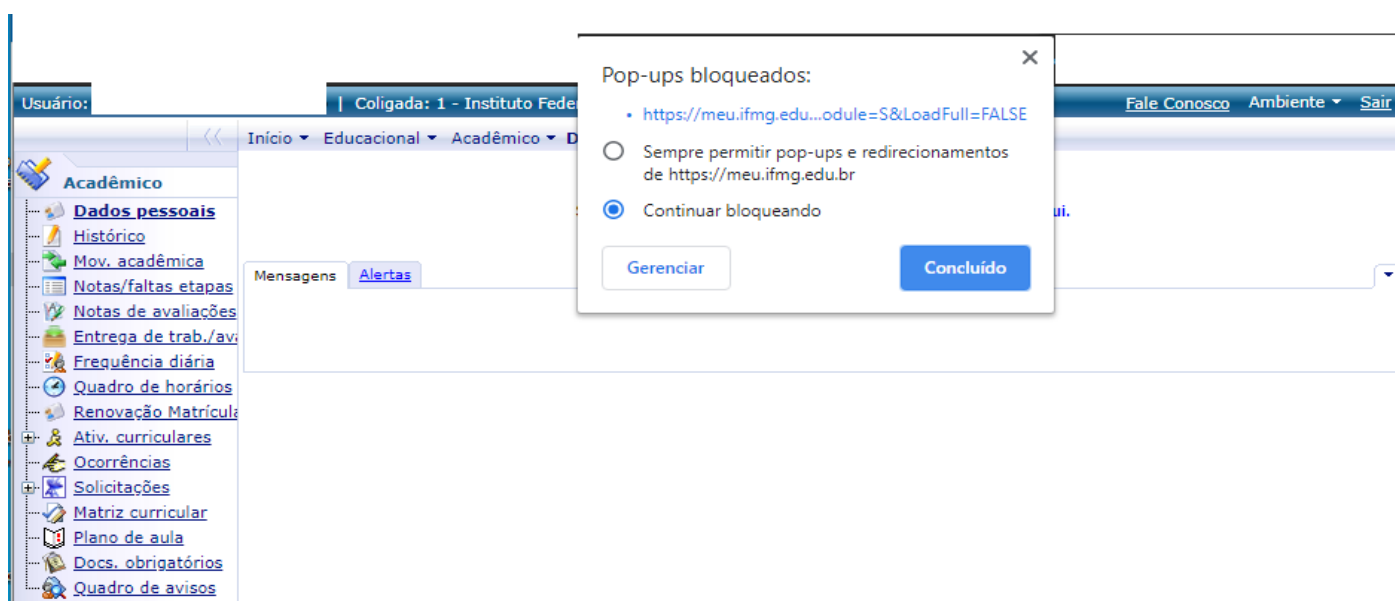 Pop-ups bloqueados:
https://meu.ifmg.edu...odule=S&LoadFull=FALSE
Sempre permitir pop-ups e redirecionamentos
de https://meu.ifmg.edu.br
Continuar bloqueando
Gerenciar
Concluído
Usuário: | Coligada: 1 - Instituto Feder
Fale Conosco Ambiente Sair
Início Educacional Acadêmico D
ui.
Acadêmico
Dados pessoais
Histórico
Mov. acadêmica
Notas/faltas etapas
Notas de avaliações
Entrega de trab./ava
Frequência diária
Quadro de horários
Renovação Matrícula
Ativ. curriculares
Ocorrências
Solicitações
Matriz curricular
Plano de aula
Docs. obrigatórios
Quadro de avisos
Mensagens Alertas